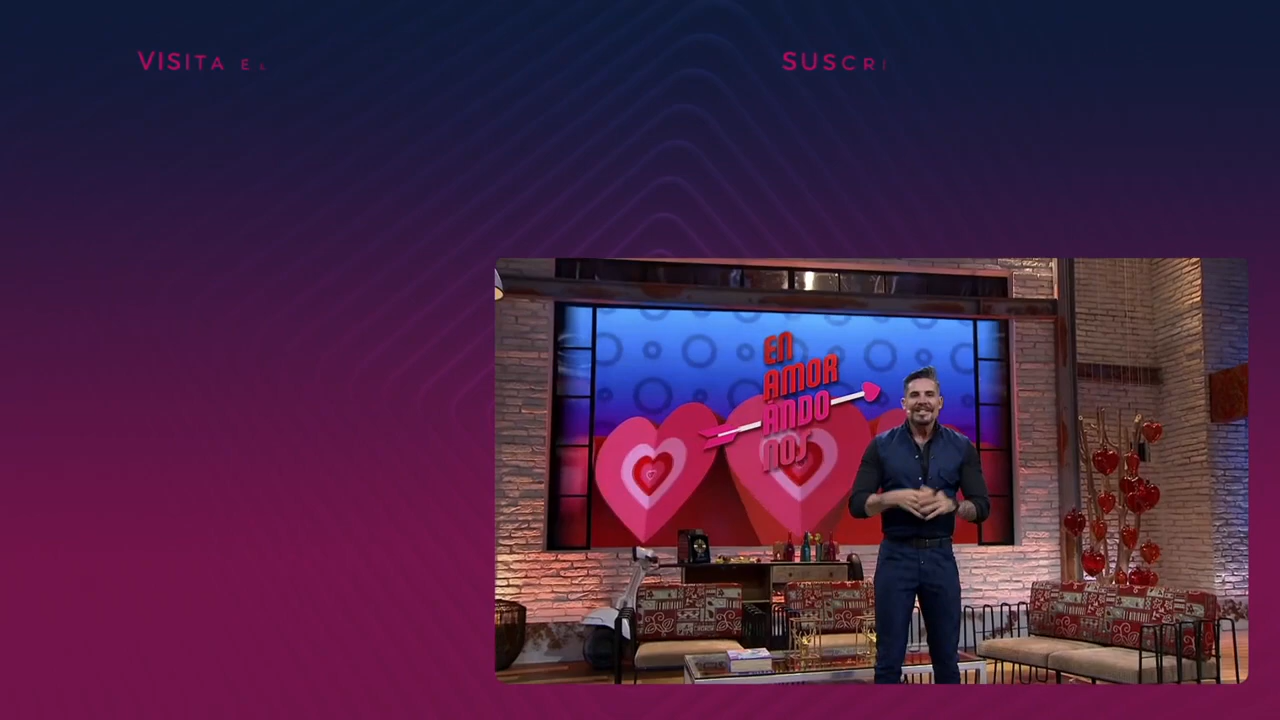 VISITA EL
SUSCRI
EN
AMOR
ANDO
NOS